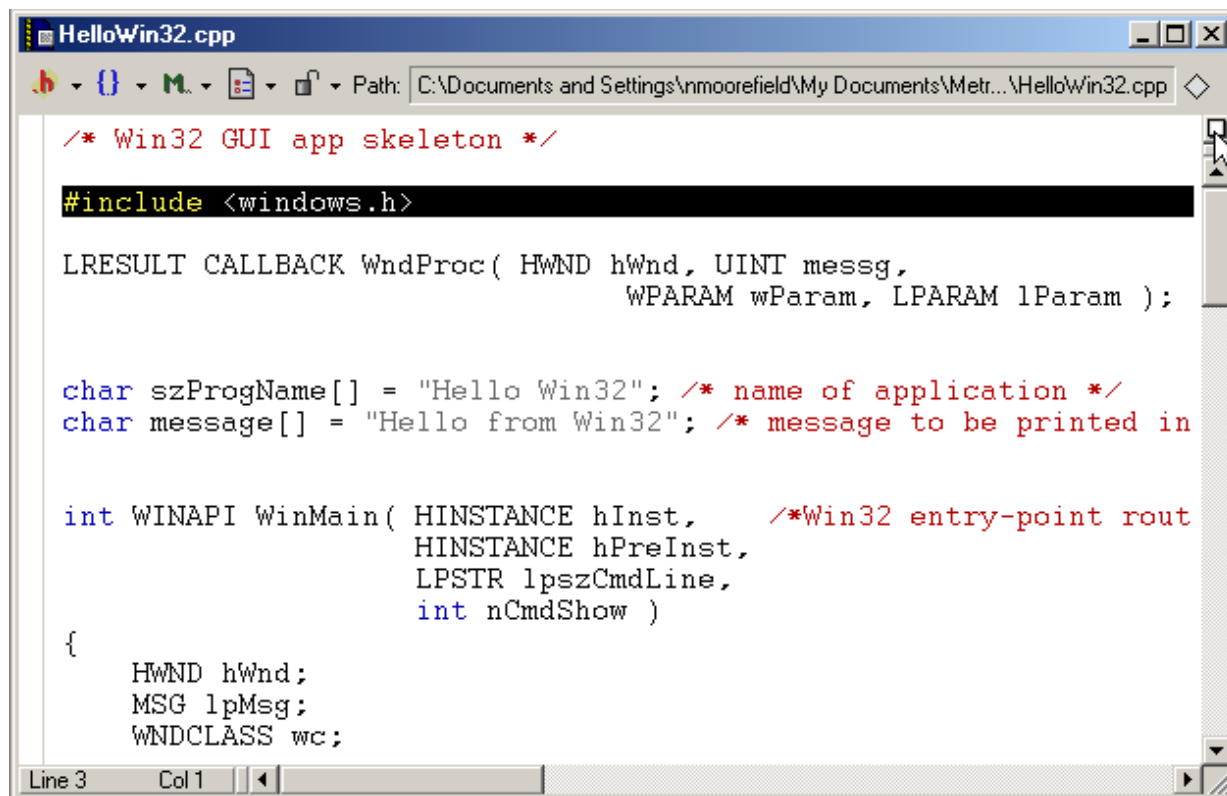 HelloWin32.cpp
.h {} M. Path: C:\Documents and Settings\nmoorefield\My Documents\Metr...\HelloWin32.cpp
/* Win32 GUI app skeleton */
#include <windows.h>
LRESULT CALLBACK WndProc( HWND hWnd, UINT messg,
WPARAM wParam, LPARAM lParam );
char szProgName[] = "Hello Win32"; /* name of application */
char message[] = "Hello from Win32"; /* message to be printed in
int WINAPI WinMain( HINSTANCE hInst, /*Win32 entry-point rout
HINSTANCE hPreInst,
LPSTR lpszCmdLine,
int nCmdShow )
{
HWND hWnd;
MSG lpMsg;
WNDCLASS wc;
Line 3 Col 1